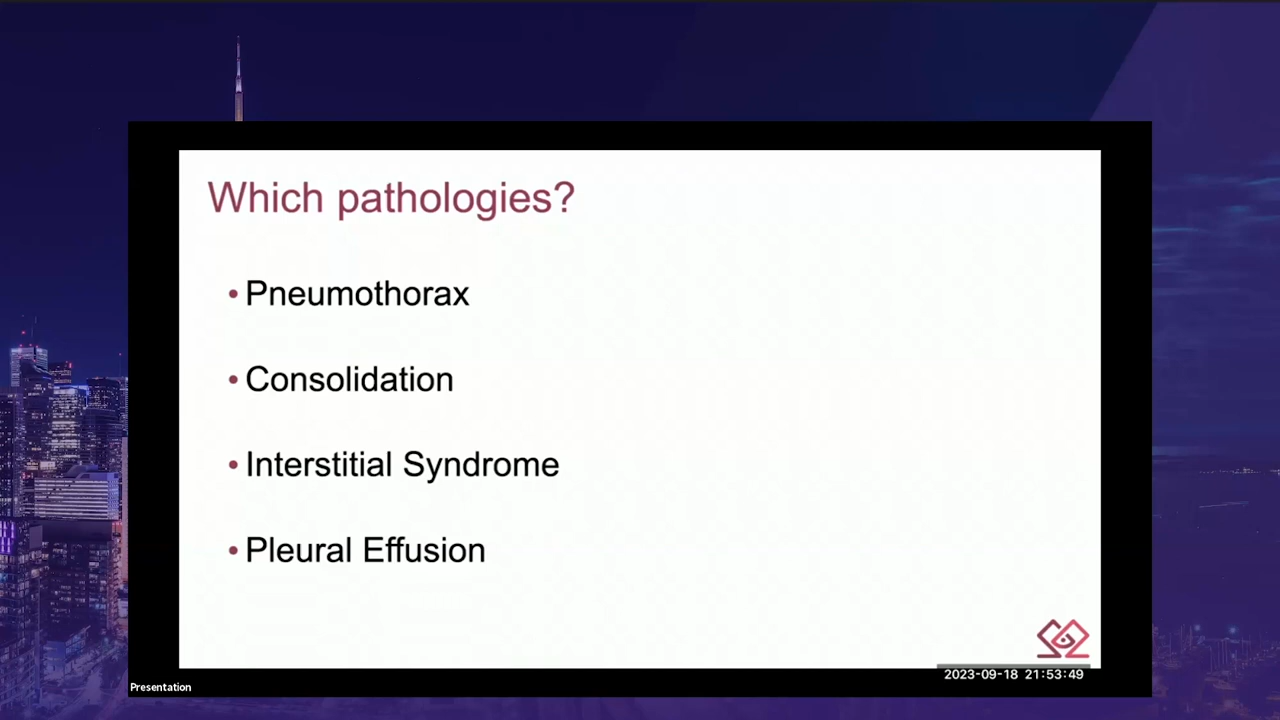 Which pathologies?
• Pneumothorax
• Consolidation
• Interstitial Syndrome
• Pleural Effusion
2023-09-18 21:53:49
Presentation